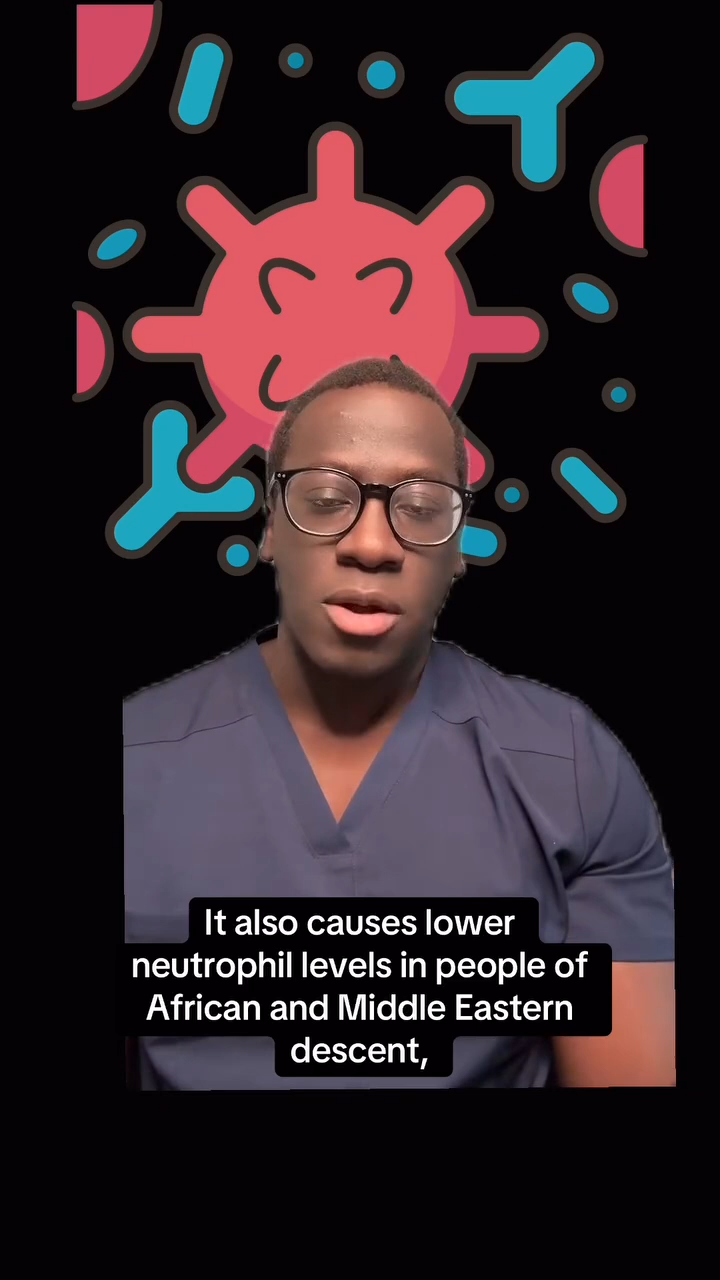 It also causes lower
neutrophil levels in people of
African and Middle Eastern
descent,